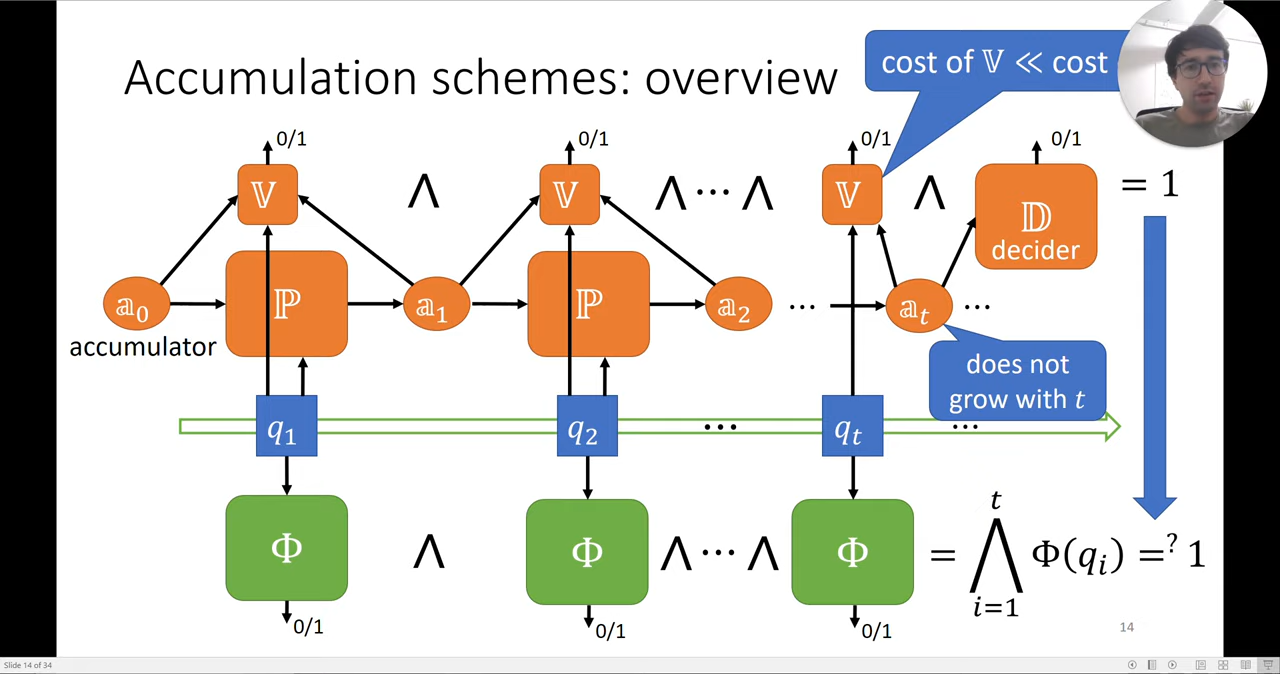 Accumulation schemes: overview
cost of 𝕍 ≪ cost
0/1
0/1
0/1
0/1
𝕍
⋀
𝕍
⋀ ⋯ ⋀
𝕍
⋀
𝔻
decider
= 1
𝕒₀
ℙ
𝕒₁
ℙ
𝕒₂
⋯
𝕒ₜ
⋯
accumulator
does not
grow with t
q₁
q₂
⋯
qₜ
⋯
Φ
⋀
Φ
⋀ ⋯ ⋀
Φ
= ⋀ᵢ₌₁ᵗ Φ(qᵢ) =? 1
0/1
0/1
0/1
14
Slide 14 of 34